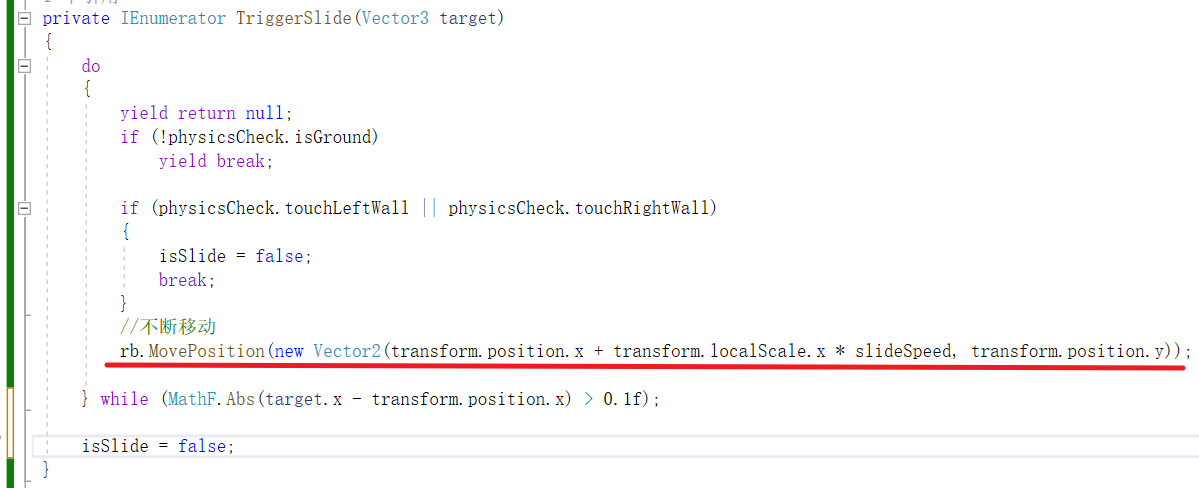 private IEnumerator TriggerSlide(Vector3 target)
{
do
{
yield return null;
if (!physicsCheck.isGround)
yield break;
if (physicsCheck.touchLeftWall || physicsCheck.touchRightWall)
{
isSlide = false;
break;
}
//不断移动
rb.MovePosition(new Vector2(transform.position.x + transform.localScale.x * slideSpeed, transform.position.y));
} while (MathF.Abs(target.x - transform.position.x) > 0.1f);
isSlide = false;
}